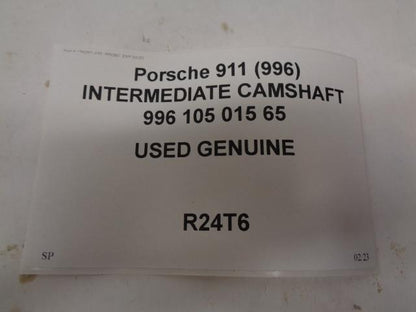 Porsche 911 (996)
INTERMEDIATE CAMSHAFT
996 105 015 65
USED GENUINE
R24T6
SP
02/23